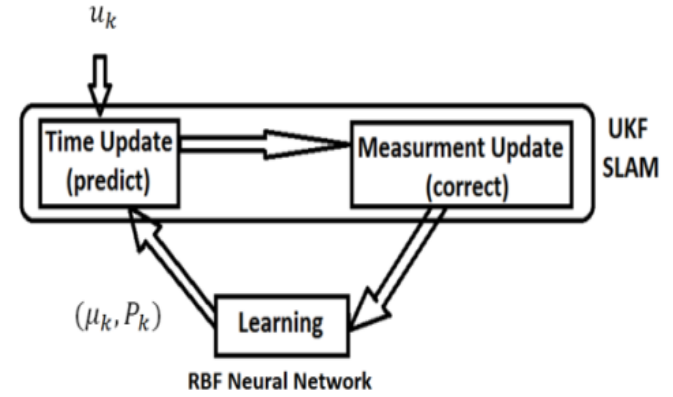 u_k
Time Update
(predict)
Measurment Update
(correct)
UKF
SLAM
(μ_k, P_k)
Learning
RBF Neural Network